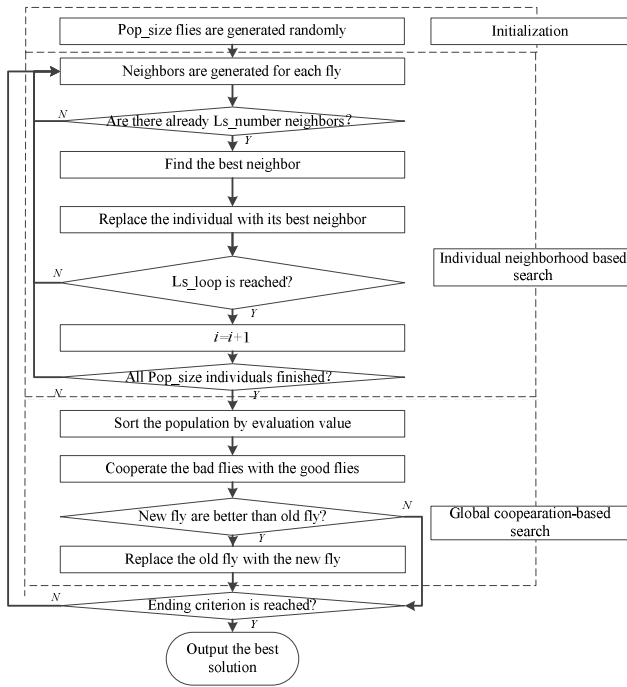 Pop_size flies are generated randomly
Initialization
Neighbors are generated for each fly
N
Are there already Ls_number neighbors?
Y
Find the best neighbor
Replace the individual with its best neighbor
Individual neighborhood based
search
N
Ls_loop is reached?
Y
i=i+1
All Pop_size individuals finished?
N
Y
Sort the population by evaluation value
Cooperate the bad flies with the good flies
N
New fly are better than old fly?
Global coopearation-based
search
Y
Replace the old fly with the new fly
N
Ending criterion is reached?
Y
Output the best
solution